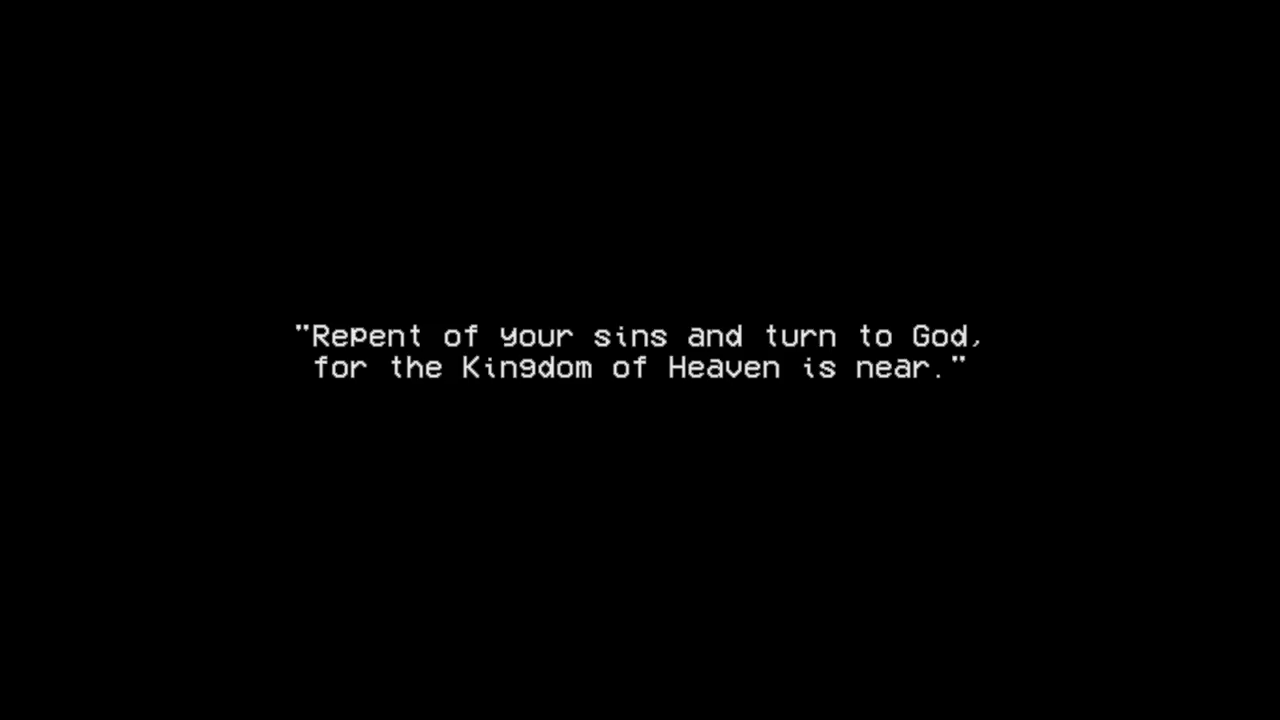 "Repent of your sins and turn to God,
for the Kingdom of Heaven is near."